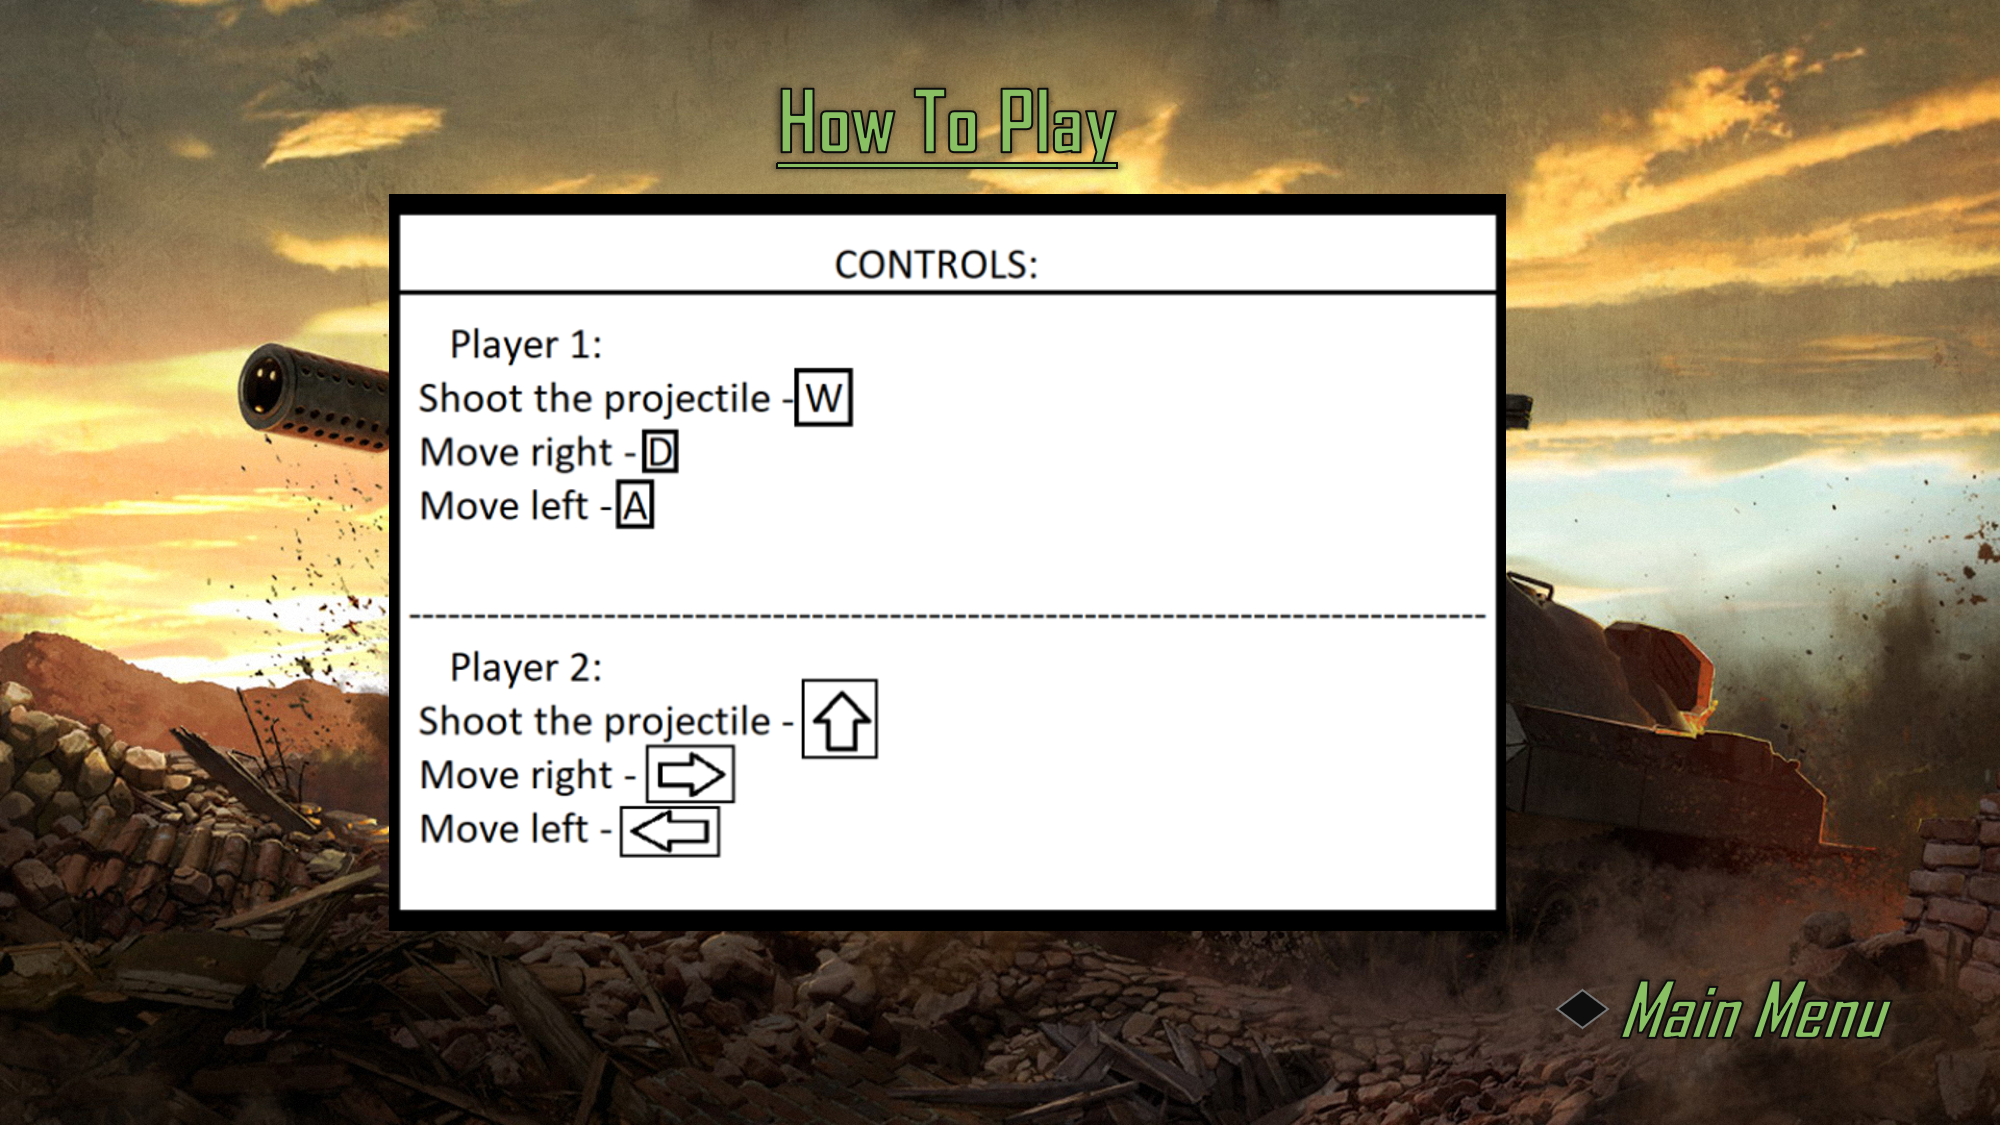 How To Play
CONTROLS:
Player 1:
Shoot the projectile - W
Move right - D
Move left - A
--------------------------------------------------------------------------------
Player 2:
Shoot the projectile - ⇧
Move right - ⇨
Move left - ⇦
Main Menu